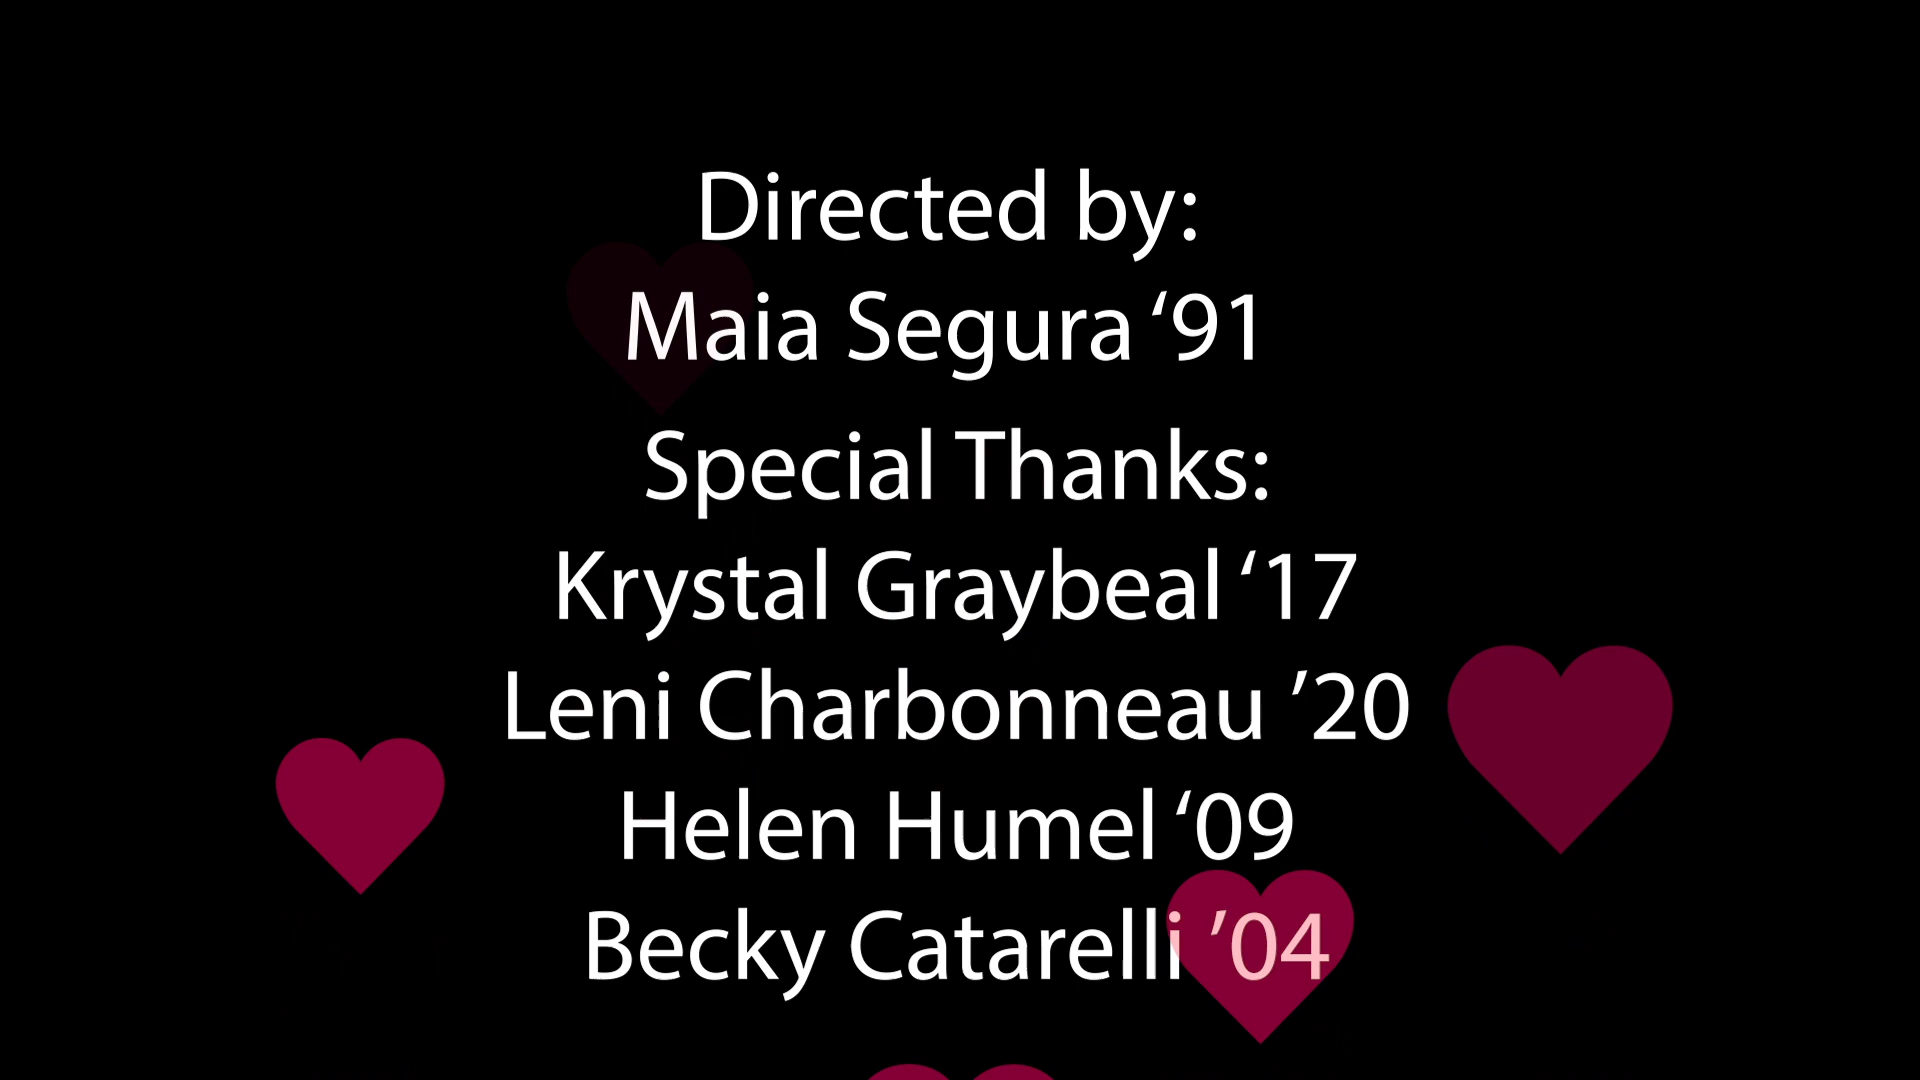 Directed by:
Maia Segura ‘91
Special Thanks:
Krystal Graybeal ‘17
Leni Charbonneau ’20
Helen Humel ‘09
Becky Catarelli ’04